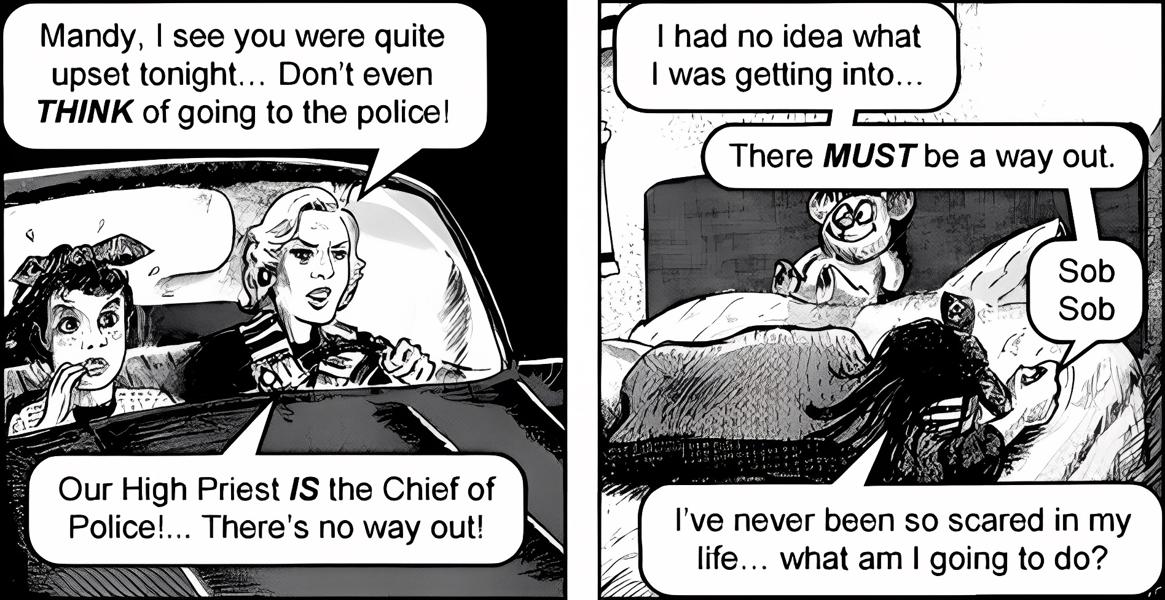 Mandy, I see you were quite
upset tonight... Don't even
THINK of going to the police!
Our High Priest IS the Chief of
Police!... There's no way out!
I had no idea what
I was getting into...
There MUST be a way out.
Sob
Sob
I've never been so scared in my
life... what am I going to do?